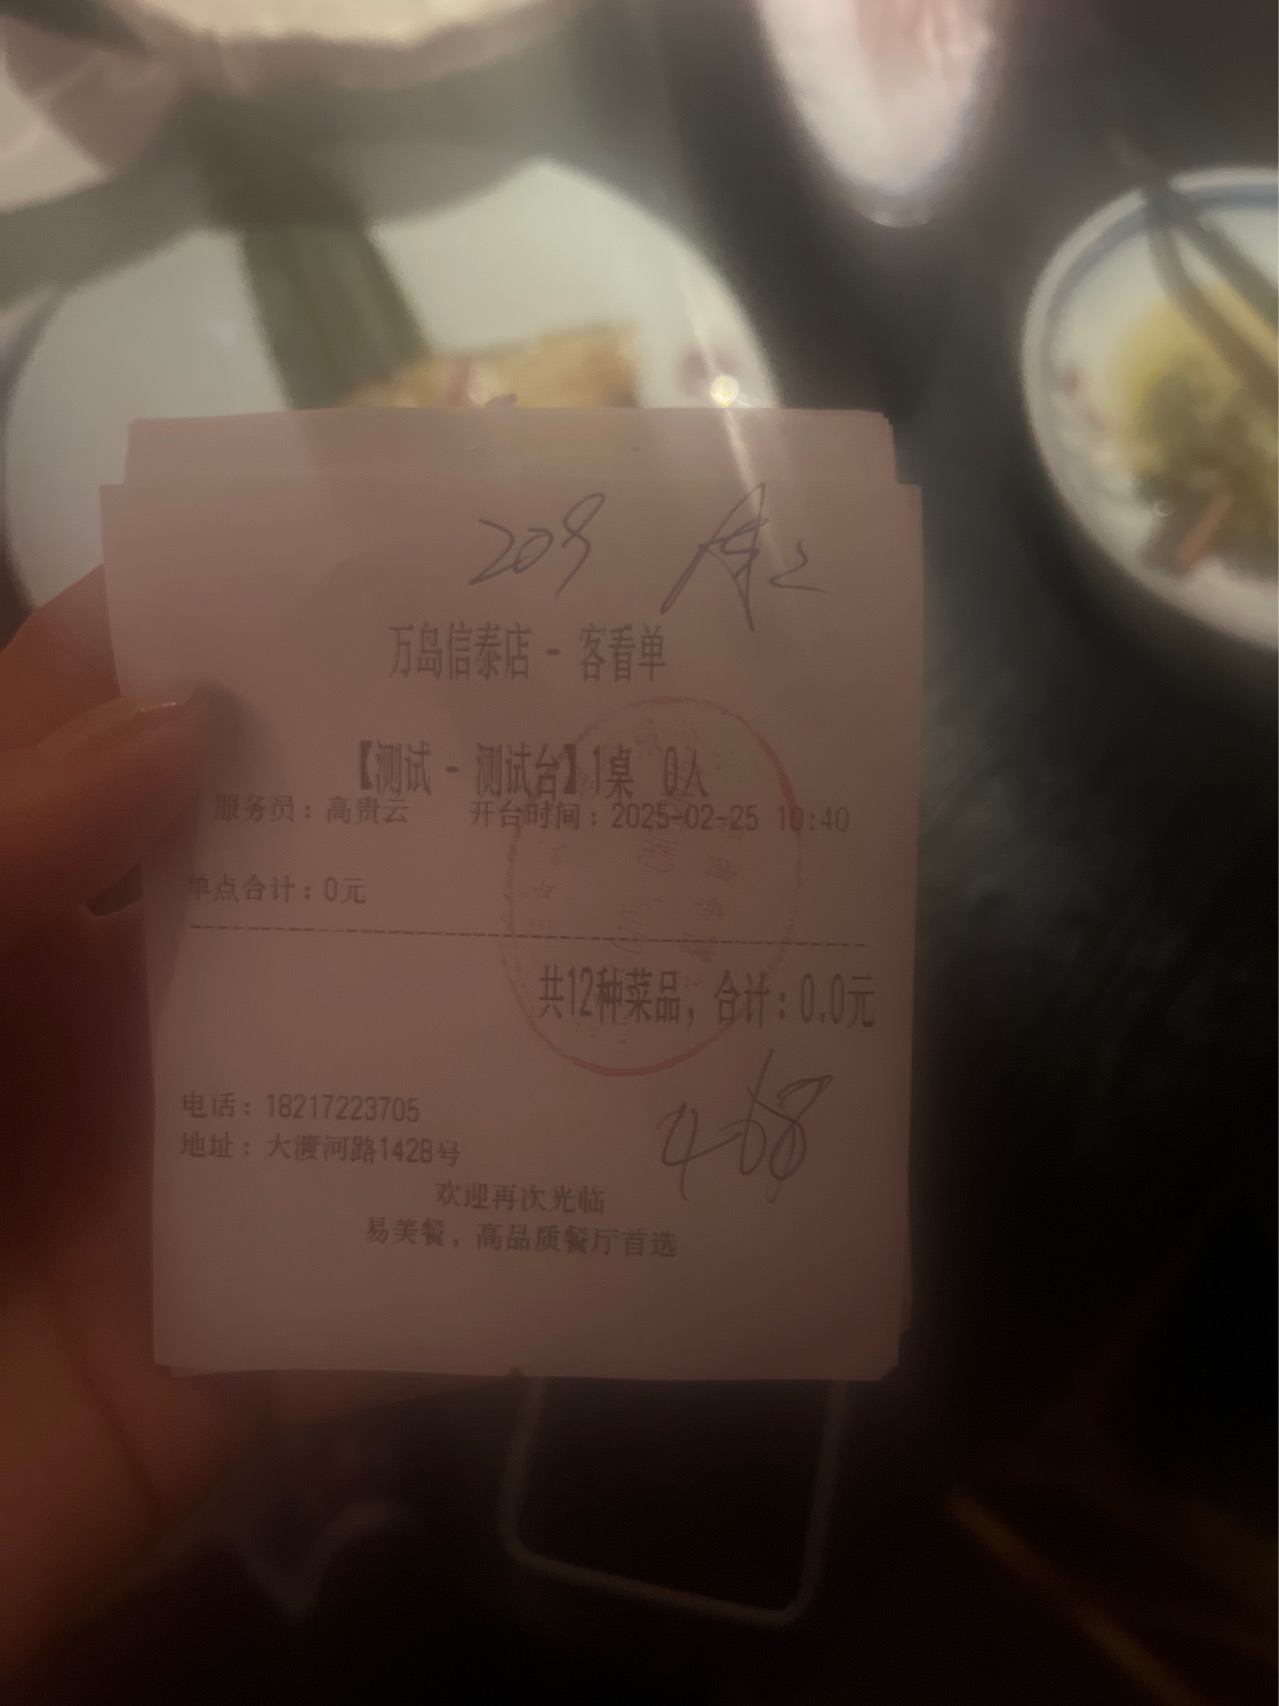 209 周2
万岛信泰店 - 客看单
【测试 - 测试台】1桌 0人
服务员：高贵云 开台时间：2025-02-25 10:40
单点合计：0元
共12种菜品，合计：0.0元
468
电话：18217223705
地址：大渡河路1428号
欢迎再次光临
易美餐，高品质餐厅首选